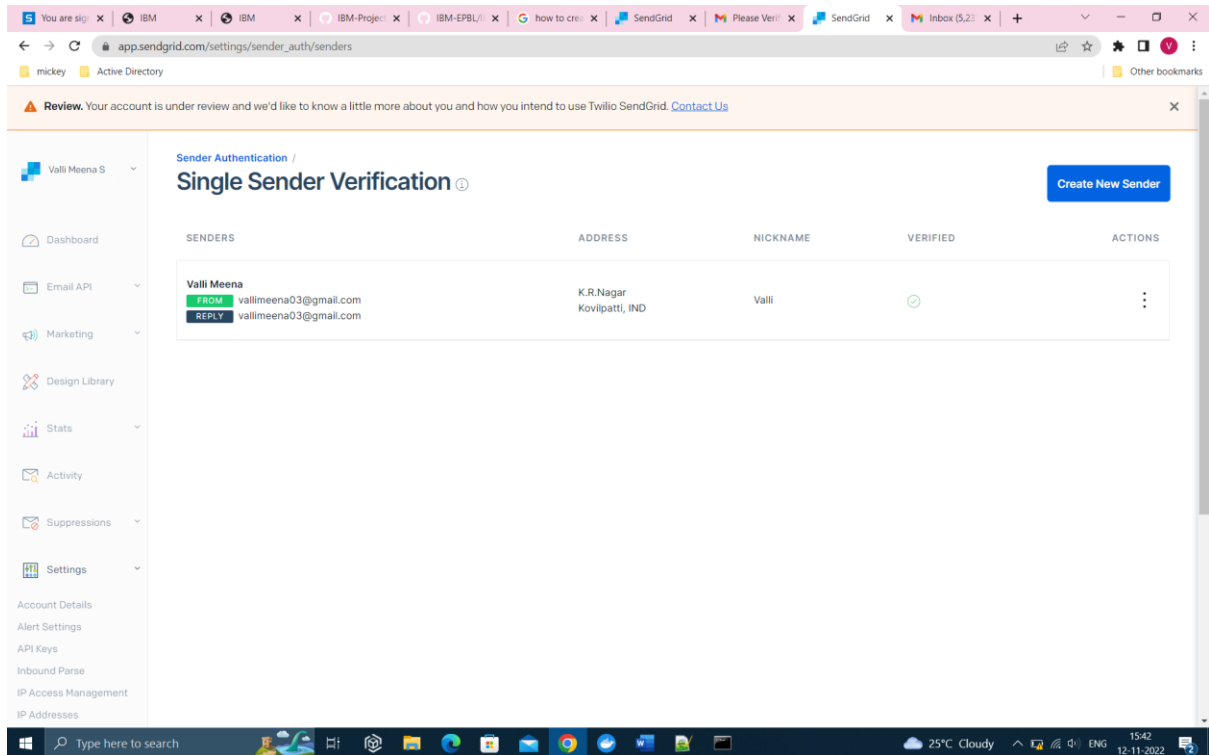 You are sign
IBM
IBM
IBM-Project
IBM-EPBL/I
how to crea
SendGrid
Please Verif
SendGrid
Inbox (5,23
app.sendgrid.com/settings/sender_auth/senders
mickey
Active Directory
Other bookmarks
Review. Your account is under review and we'd like to know a little more about you and how you intend to use Twilio SendGrid. Contact Us
Valli Meena S
Sender Authentication /
Single Sender Verification
Create New Sender
Dashboard
Email API
Marketing
Design Library
Stats
Activity
Suppressions
Settings
Account Details
Alert Settings
API Keys
Inbound Parse
IP Access Management
IP Addresses
SENDERS ADDRESS NICKNAME VERIFIED ACTIONS
Valli Meena
FROM vallimeena03@gmail.com
REPLY vallimeena03@gmail.com
K.R.Nagar
Kovilpatti, IND
Valli
Type here to search
25°C Cloudy
ENG
15:42
12-11-2022